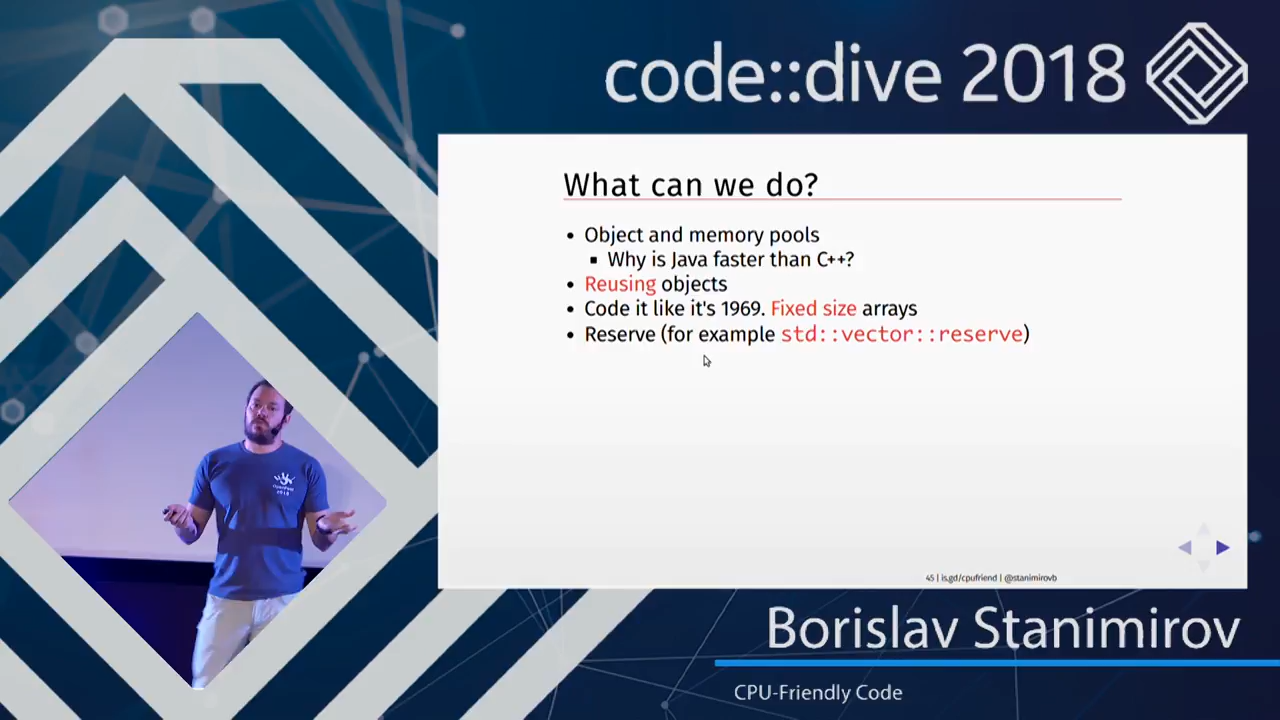 code::dive 2018
What can we do?
• Object and memory pools
▪ Why is Java faster than C++?
• Reusing objects
• Code it like it's 1969. Fixed size arrays
• Reserve (for example std::vector::reserve)
45 | is.gd/cpufriend | @stanimirovb
Borislav Stanimirov
CPU-Friendly Code